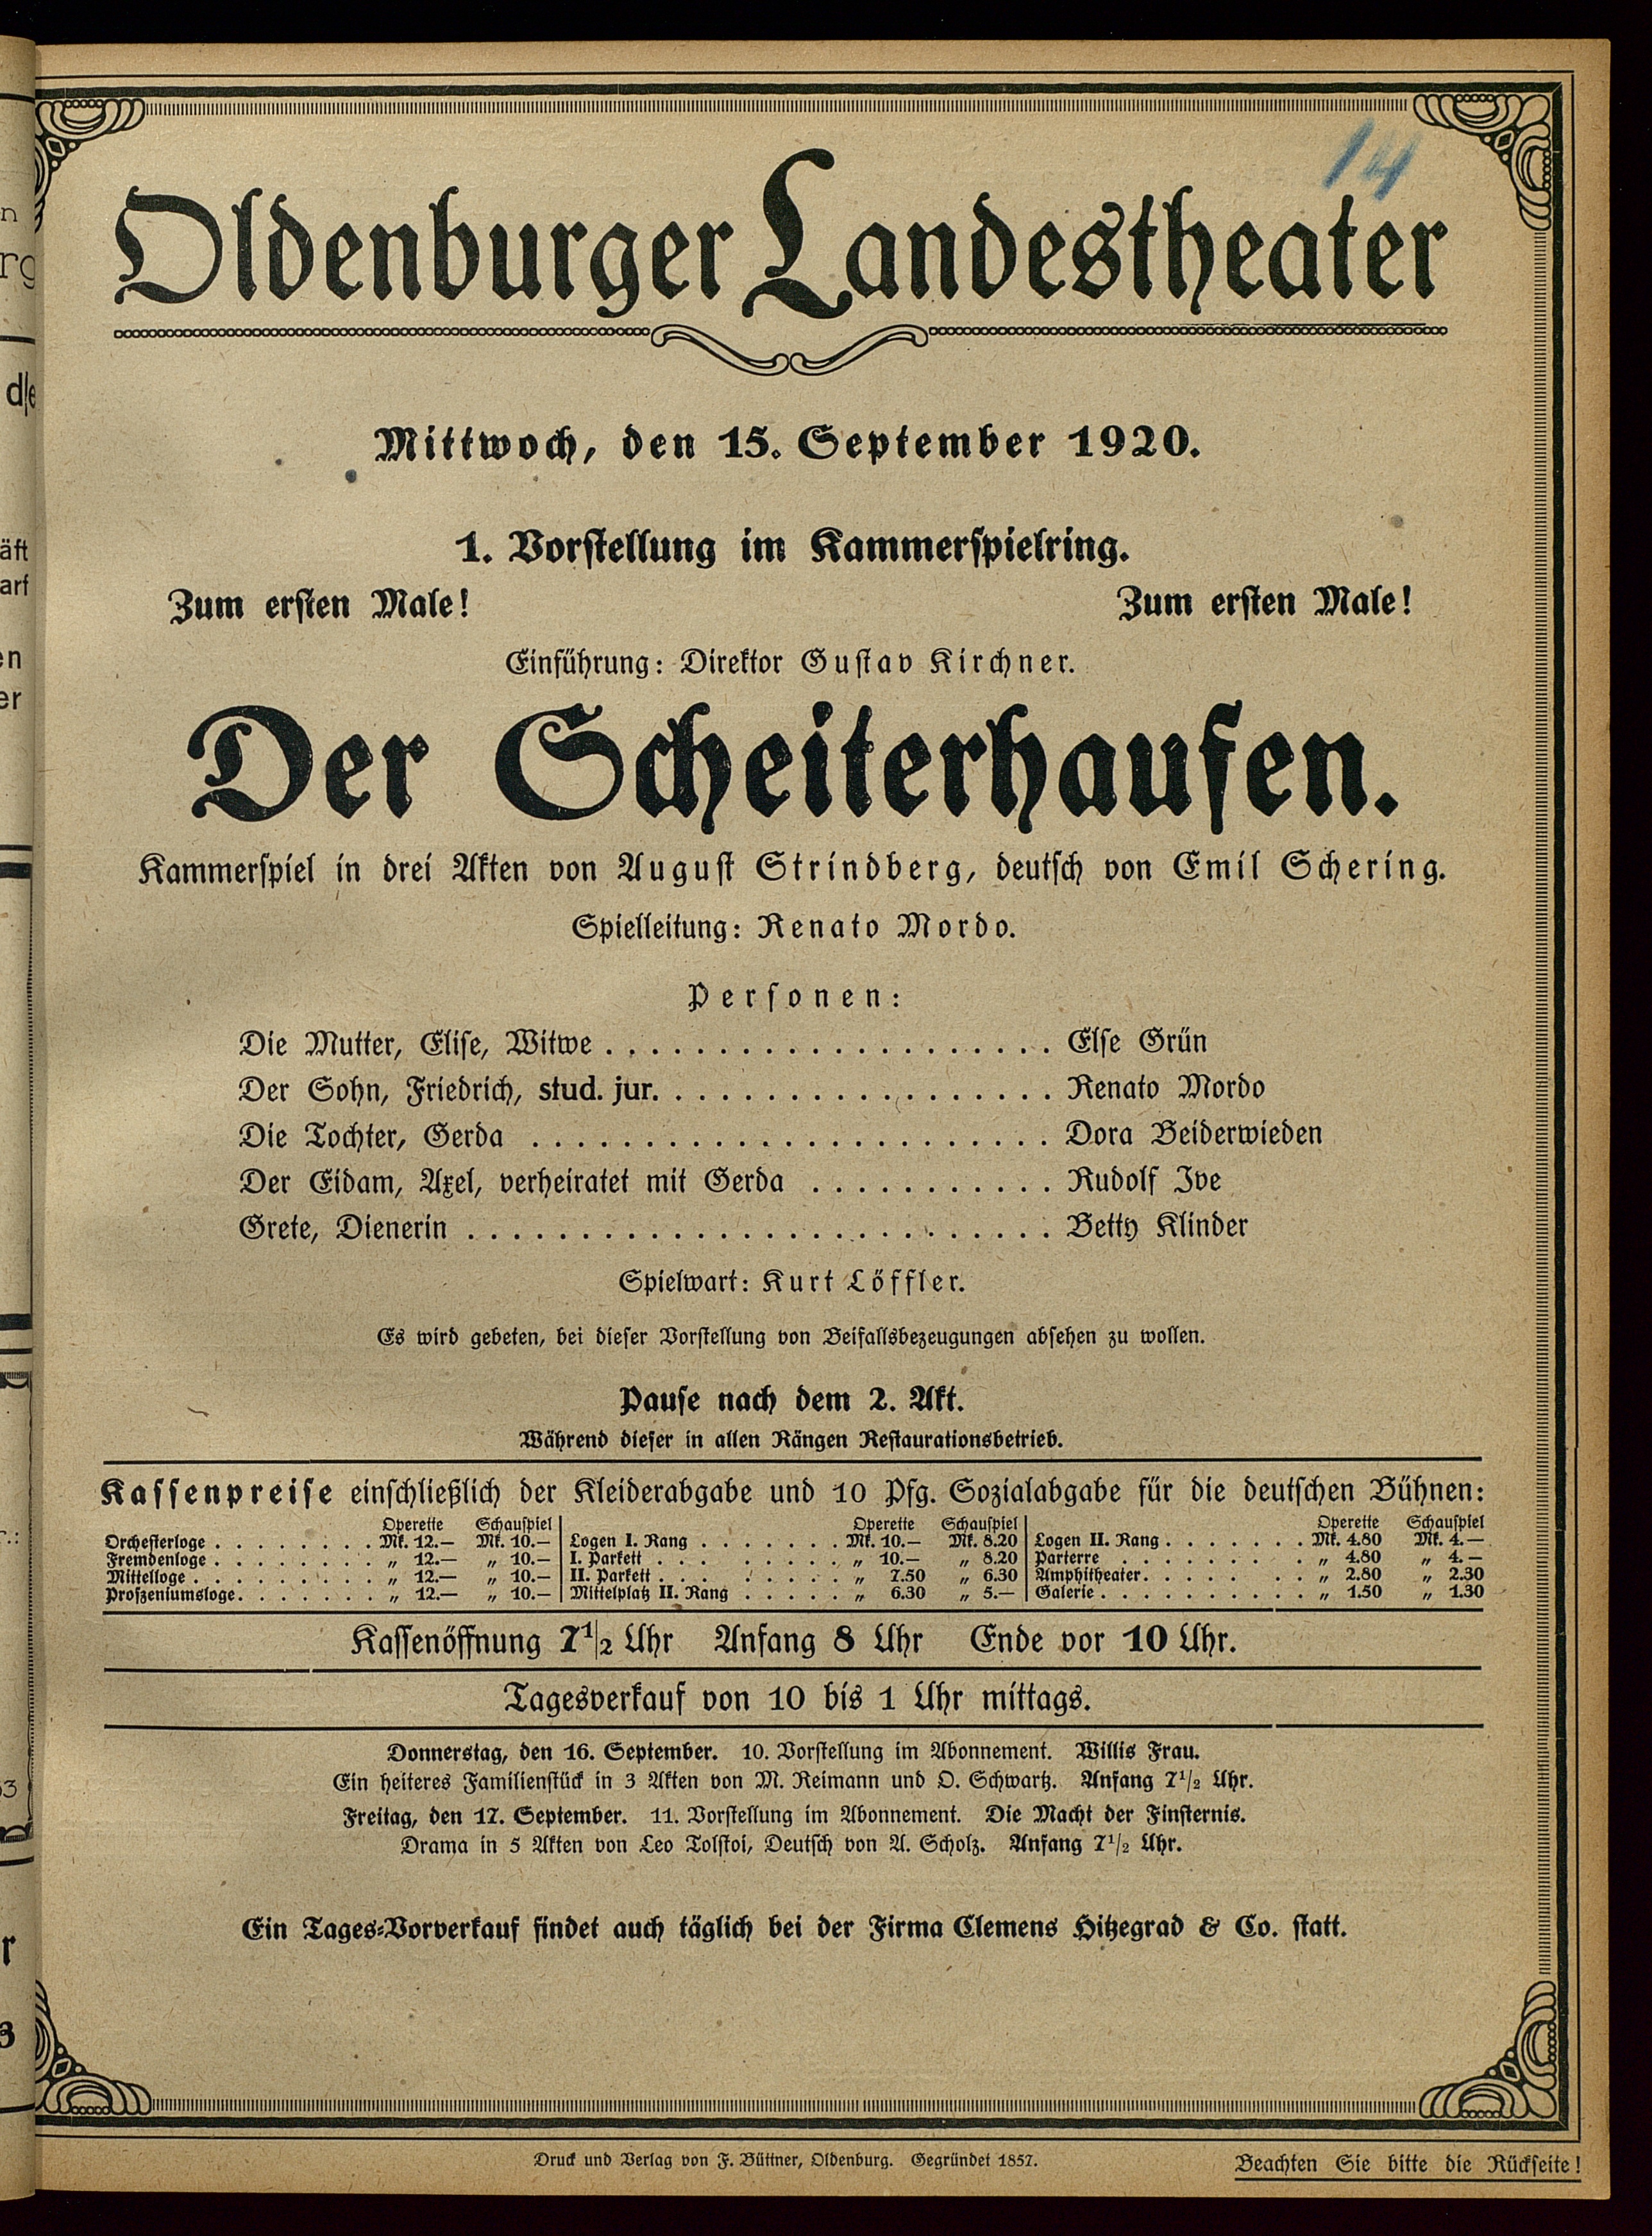 14
Oldenburger Landestheater
Mittwoch, den 15. September 1920.
1. Vorstellung im Kammerspielring.
Zum ersten Male! Zum ersten Male!
Einführung: Direktor Gustav Kirchner.
Der Scheiterhaufen.
Kammerspiel in drei Akten von August Strindberg, deutsch von Emil Schering.
Spielleitung: Renato Mordo.
Personen:
Die Mutter, Elise, Witwe . . . . . . . . . . . . . . . . . . . . Else Grün
Der Sohn, Friedrich, stud. jur. . . . . . . . . . . . . . . . . . . Renato Mordo
Die Tochter, Gerda . . . . . . . . . . . . . . . . . . . . . . . Dora Beiderwieden
Der Eidam, Axel, verheiratet mit Gerda . . . . . . . . . . . Rudolf Ive
Grete, Dienerin . . . . . . . . . . . . . . . . . . . . . . . . . . Betty Klinder
Spielwart: Kurt Löffler.
Es wird gebeten, bei dieser Vorstellung von Beifallsbezeugungen absehen zu wollen.
Pause nach dem 2. Akt.
Während dieser in allen Rängen Restaurationsbetrieb.
Kassenpreise einschließlich der Kleiderabgabe und 10 Pfg. Sozialabgabe für die deutschen Bühnen:
Operette Schauspiel
Orchesterloge . . . . . . . . Mk. 12.— Mk. 10.—
Fremdenloge . . . . . . . . „ 12.— „ 10.—
Mittelloge . . . . . . . . . „ 12.— „ 10.—
Proszeniumsloge . . . . . . . „ 12.— „ 10.—
Operette Schauspiel
Logen I. Rang . . . . . . . Mk. 10.— Mk. 8.20
I. Parkett . . . . . . . . . „ 10.— „ 8.20
II. Parkett . . . . . . . . . „ 7.50 „ 6.30
Mittelplatz II. Rang . . . . . „ 6.30 „ 5.—
Operette Schauspiel
Logen II. Rang . . . . . . . Mk. 4.80 Mk. 4.—
Parterre . . . . . . . . . „ 4.80 „ 4.—
Amphitheater . . . . . . . . „ 2.80 „ 2.30
Galerie . . . . . . . . . . „ 1.50 „ 1.30
Kassenöffnung 7 1/2 Uhr Anfang 8 Uhr Ende vor 10 Uhr.
Tagesverkauf von 10 bis 1 Uhr mittags.
Donnerstag, den 16. September. 10. Vorstellung im Abonnement. Willis Frau.
Ein heiteres Familienstück in 3 Akten von M. Reimann und O. Schwartz. Anfang 7 1/2 Uhr.
Freitag, den 17. September. 11. Vorstellung im Abonnement. Die Macht der Finsternis.
Drama in 5 Akten von Leo Tolstoi, Deutsch von A. Scholz. Anfang 7 1/2 Uhr.
Ein Tages-Vorverkauf findet auch täglich bei der Firma Clemens Hitzegrad & Co. statt.
Druck und Verlag von F. Büttner, Oldenburg. Gegründet 1857.
Beachten Sie bitte die Rückseite!